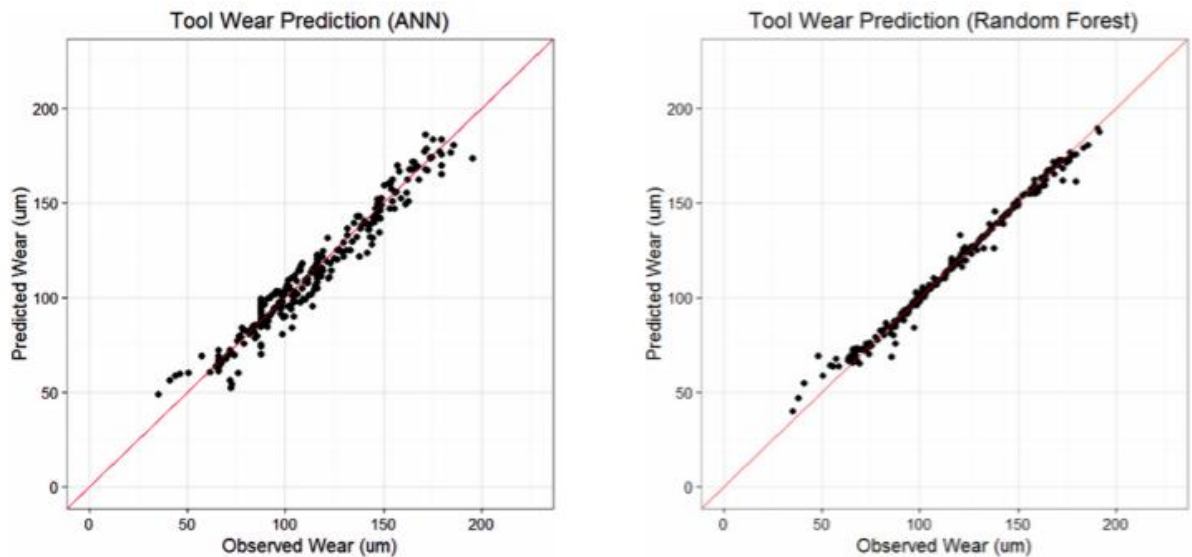 Tool Wear Prediction (ANN)
200
150
100
50
0
Predicted Wear (um)
0 50 100 150 200
Observed Wear (um)
Tool Wear Prediction (Random Forest)
200
150
100
50
0
Predicted Wear (um)
0 50 100 150 200
Observed Wear (um)